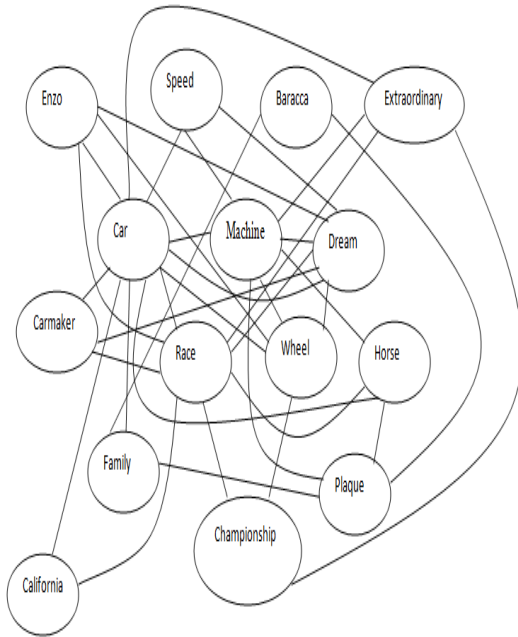 Enzo
Speed
Baracca
Extraordinary
Car
Machine
Dream
Carmaker
Race
Wheel
Horse
Family
Plaque
Championship
California